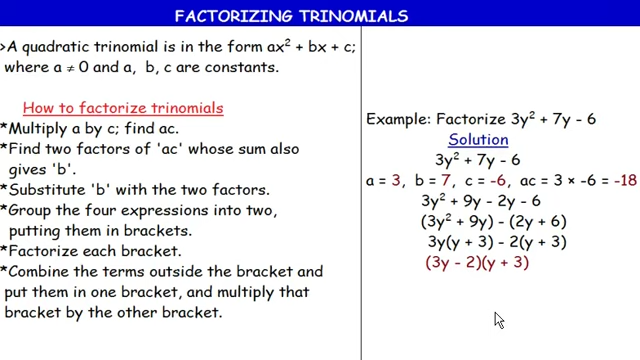 FACTORIZING TRINOMIALS
>A quadratic trinomial is in the form ax² + bx + c;
where a ≠ 0 and a, b, c are constants.
How to factorize trinomials
*Multiply a by c; find ac.
*Find two factors of 'ac' whose sum also
gives 'b'.
*Substitute 'b' with the two factors.
*Group the four expressions into two,
putting them in brackets.
*Factorize each bracket.
*Combine the terms outside the bracket and
put them in one bracket, and multiply that
bracket by the other bracket.
Example: Factorize 3y² + 7y - 6
Solution
3y² + 7y - 6
a = 3, b = 7, c = -6, ac = 3 × -6 = -18
3y² + 9y - 2y - 6
(3y² + 9y) - (2y + 6)
3y(y + 3) - 2(y + 3)
(3y - 2)(y + 3)